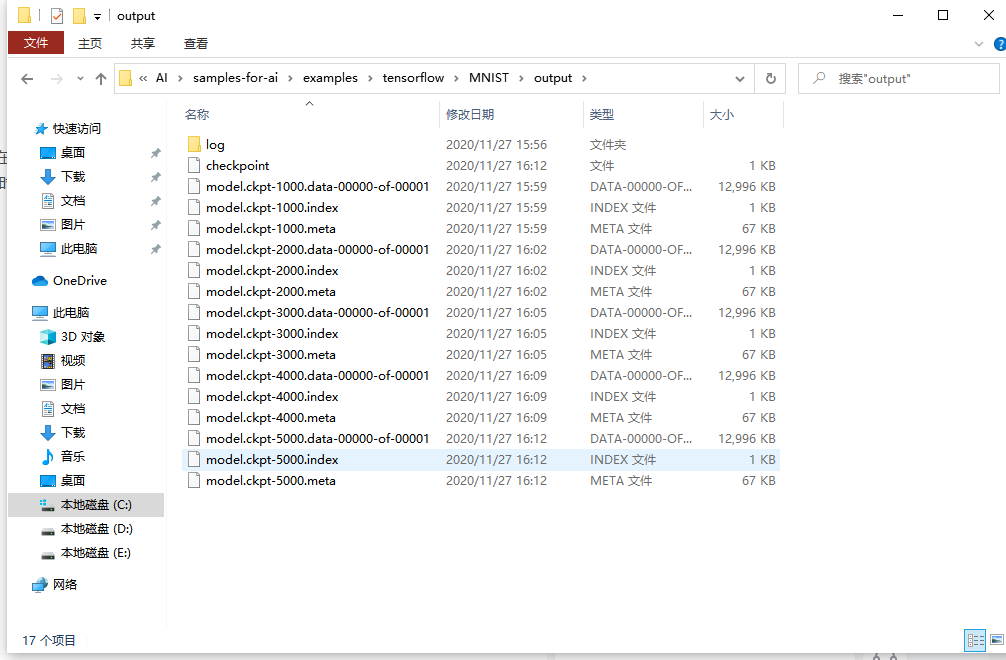 output
文件 主页 共享 查看
« AI › samples-for-ai › examples › tensorflow › MNIST › output ›
搜索"output"
名称 修改日期 类型 大小
快速访问
桌面
下载
文档
图片
此电脑
OneDrive
此电脑
3D 对象
视频
图片
文档
下载
音乐
桌面
本地磁盘 (C:)
本地磁盘 (D:)
本地磁盘 (E:)
网络
log 2020/11/27 15:56 文件夹
checkpoint 2020/11/27 16:12 文件 1 KB
model.ckpt-1000.data-00000-of-00001 2020/11/27 15:59 DATA-00000-OF... 12,996 KB
model.ckpt-1000.index 2020/11/27 15:59 INDEX 文件 1 KB
model.ckpt-1000.meta 2020/11/27 15:59 META 文件 67 KB
model.ckpt-2000.data-00000-of-00001 2020/11/27 16:02 DATA-00000-OF... 12,996 KB
model.ckpt-2000.index 2020/11/27 16:02 INDEX 文件 1 KB
model.ckpt-2000.meta 2020/11/27 16:02 META 文件 67 KB
model.ckpt-3000.data-00000-of-00001 2020/11/27 16:05 DATA-00000-OF... 12,996 KB
model.ckpt-3000.index 2020/11/27 16:05 INDEX 文件 1 KB
model.ckpt-3000.meta 2020/11/27 16:05 META 文件 67 KB
model.ckpt-4000.data-00000-of-00001 2020/11/27 16:09 DATA-00000-OF... 12,996 KB
model.ckpt-4000.index 2020/11/27 16:09 INDEX 文件 1 KB
model.ckpt-4000.meta 2020/11/27 16:09 META 文件 67 KB
model.ckpt-5000.data-00000-of-00001 2020/11/27 16:12 DATA-00000-OF... 12,996 KB
model.ckpt-5000.index 2020/11/27 16:12 INDEX 文件 1 KB
model.ckpt-5000.meta 2020/11/27 16:12 META 文件 67 KB
17 个项目